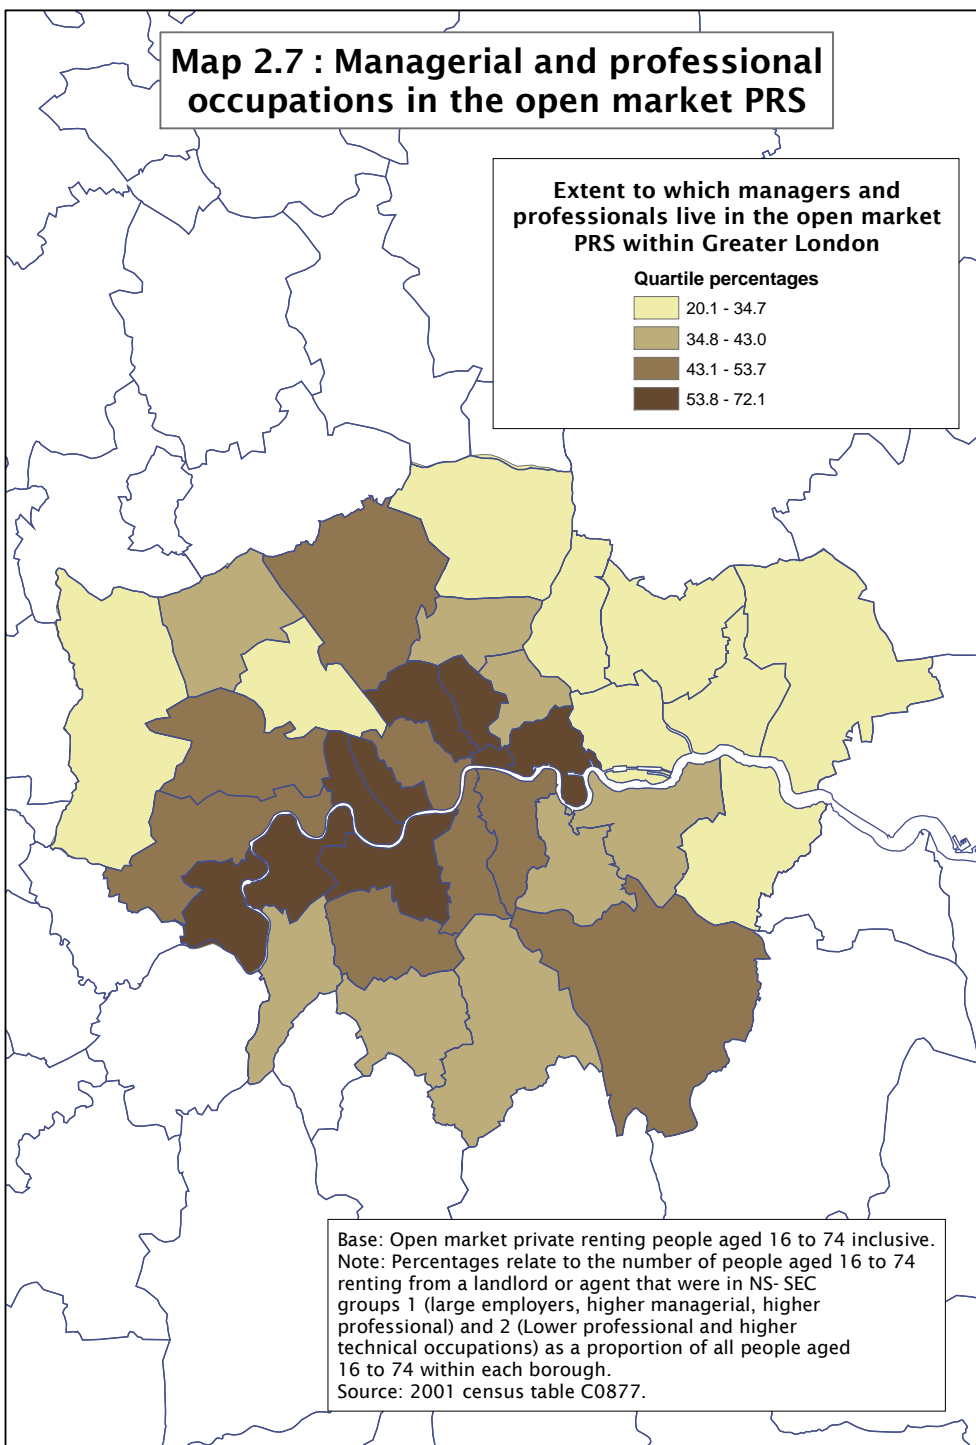 Map 2.7 : Managerial and professional
occupations in the open market PRS
Extent to which managers and
professionals live in the open market
PRS within Greater London
Quartile percentages
20.1 - 34.7
34.8 - 43.0
43.1 - 53.7
53.8 - 72.1
Base: Open market private renting people aged 16 to 74 inclusive.
Note: Percentages relate to the number of people aged 16 to 74
renting from a landlord or agent that were in NS- SEC
groups 1 (large employers, higher managerial, higher
professional) and 2 (Lower professional and higher
technical occupations) as a proportion of all people aged
16 to 74 within each borough.
Source: 2001 census table C0877.